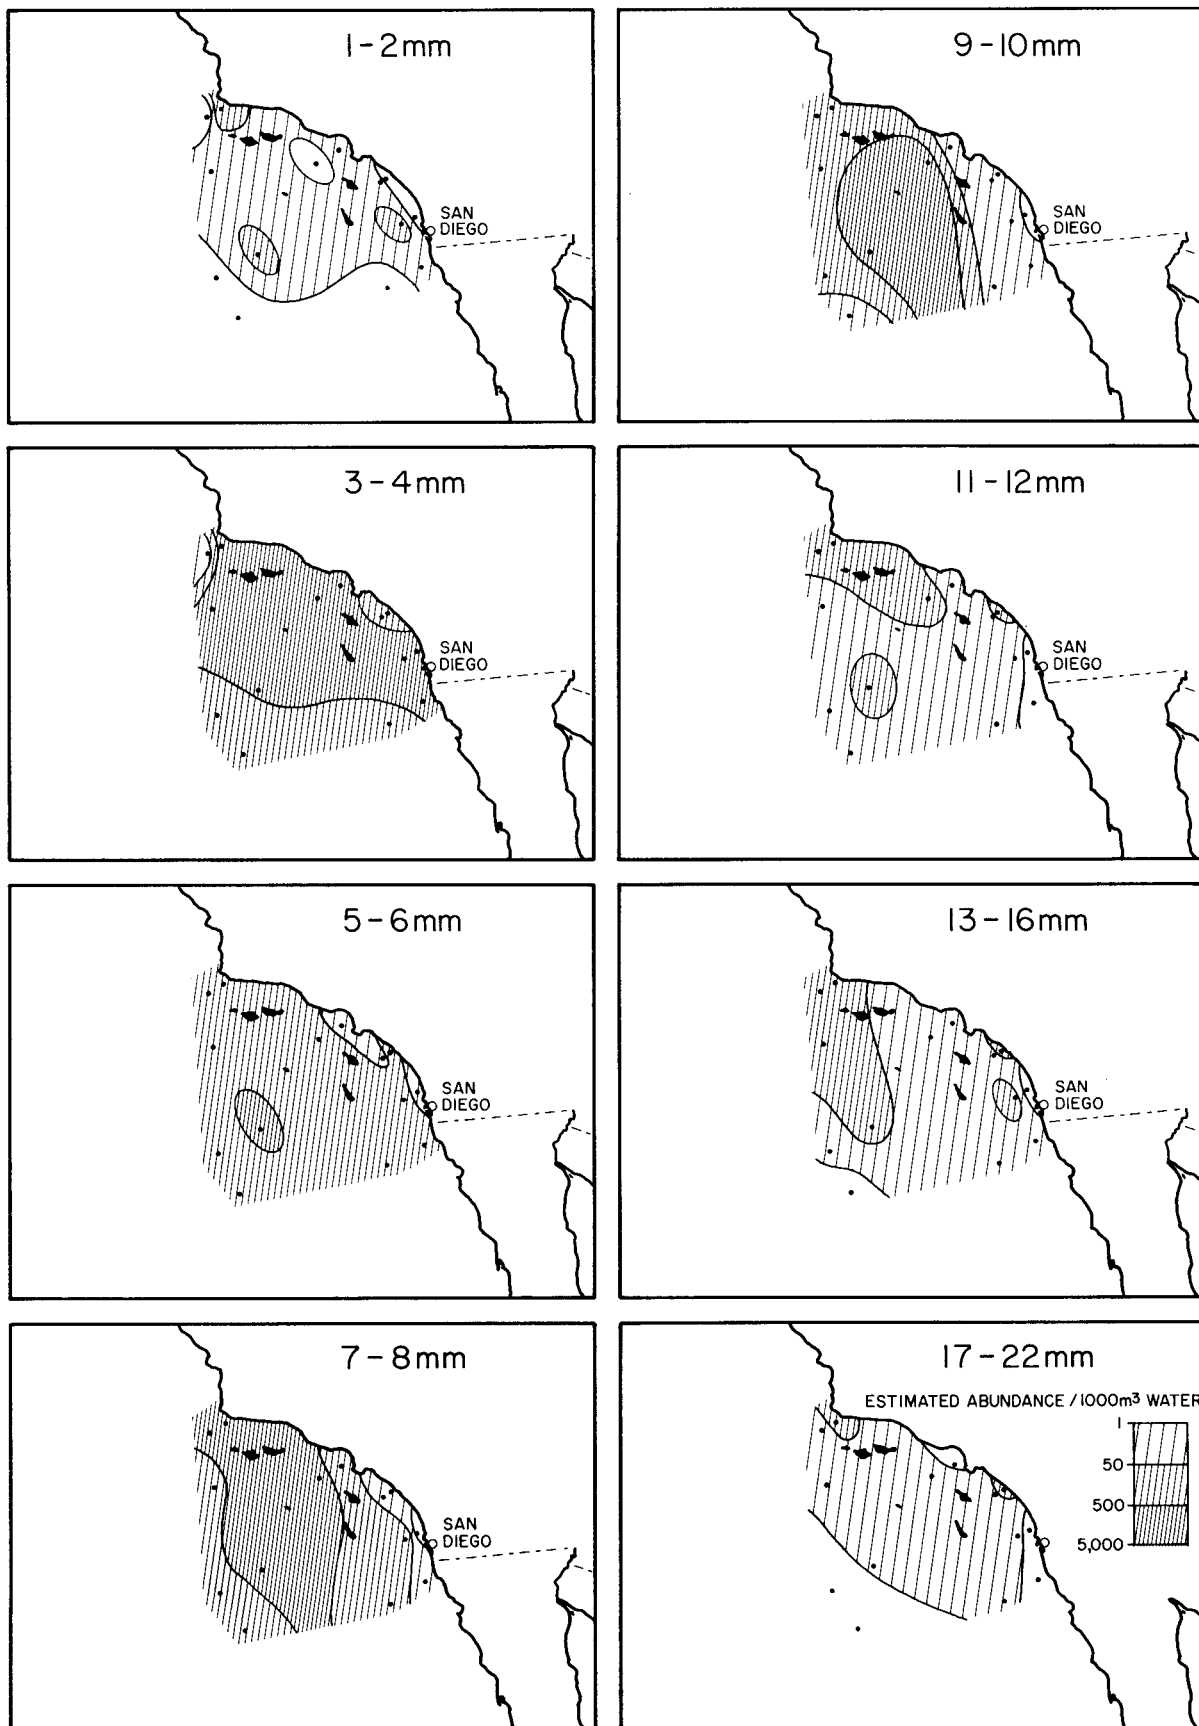 1-2mm
SAN
DIEGO
9-10mm
SAN
DIEGO
3-4mm
SAN
DIEGO
11-12mm
SAN
DIEGO
5-6mm
SAN
DIEGO
13-16mm
SAN
DIEGO
7-8mm
SAN
DIEGO
17-22mm
ESTIMATED ABUNDANCE /1000m³ WATER
1
50
500
5,000